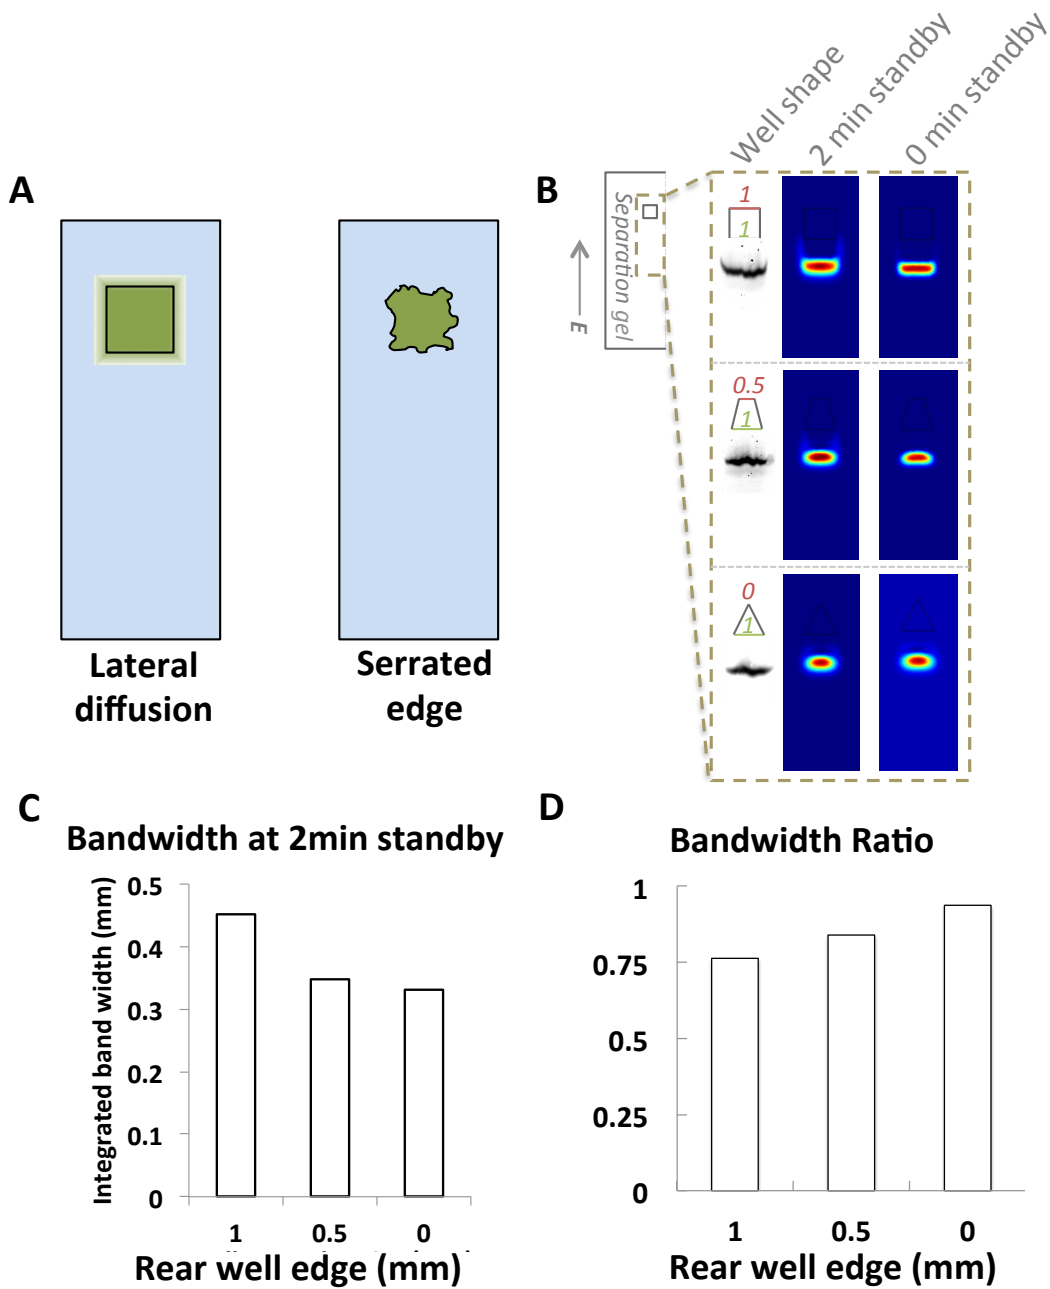 A
Lateral
diffusion
Serrated
edge
B
Well shape
2 min standby
0 min standby
Separation gel
E
1
1
0.5
1
0
1
C
Bandwidth at 2min standby
Integrated band width (mm)
0.5
0.4
0.3
0.2
0.1
0
1 0.5 0
Rear well edge (mm)
D
Bandwidth Ratio
1
0.75
0.5
0.25
0
1 0.5 0
Rear well edge (mm)